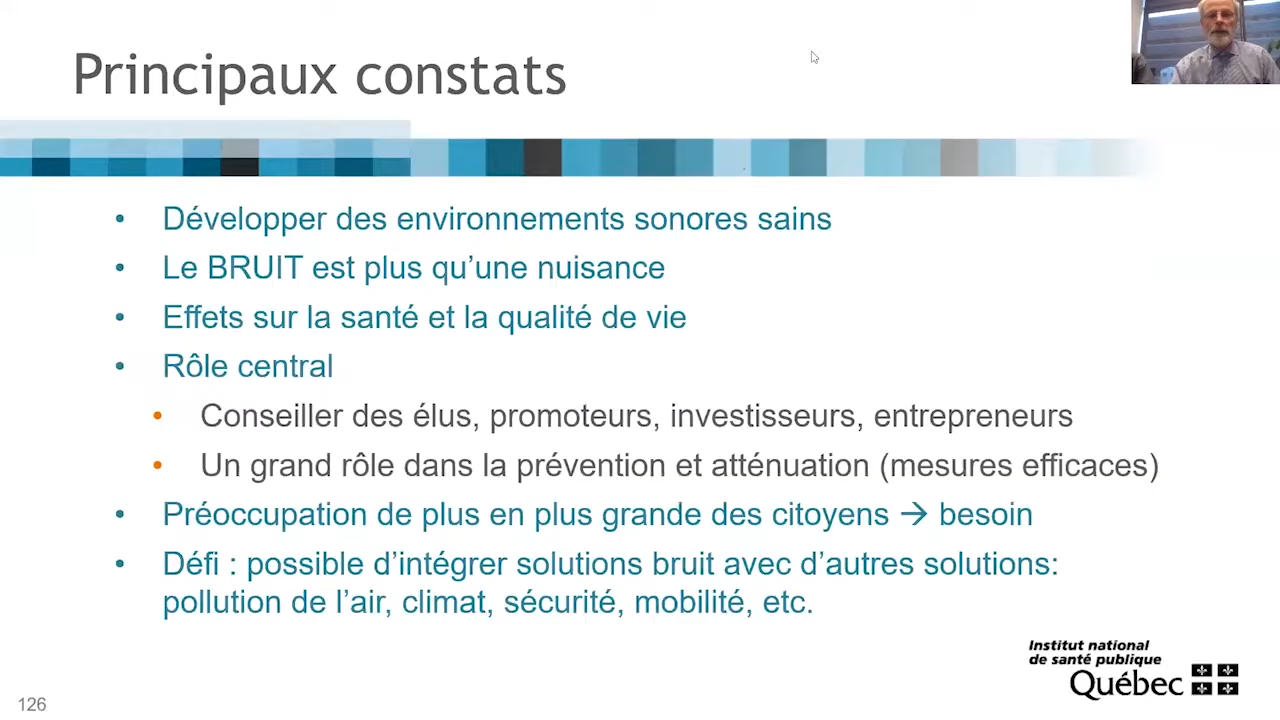 Principaux constats
• Développer des environnements sonores sains
• Le BRUIT est plus qu’une nuisance
• Effets sur la santé et la qualité de vie
• Rôle central
• Conseiller des élus, promoteurs, investisseurs, entrepreneurs
• Un grand rôle dans la prévention et atténuation (mesures efficaces)
• Préoccupation de plus en plus grande des citoyens → besoin
• Défi : possible d’intégrer solutions bruit avec d’autres solutions:
pollution de l’air, climat, sécurité, mobilité, etc.
Institut national
de santé publique
Québec
126